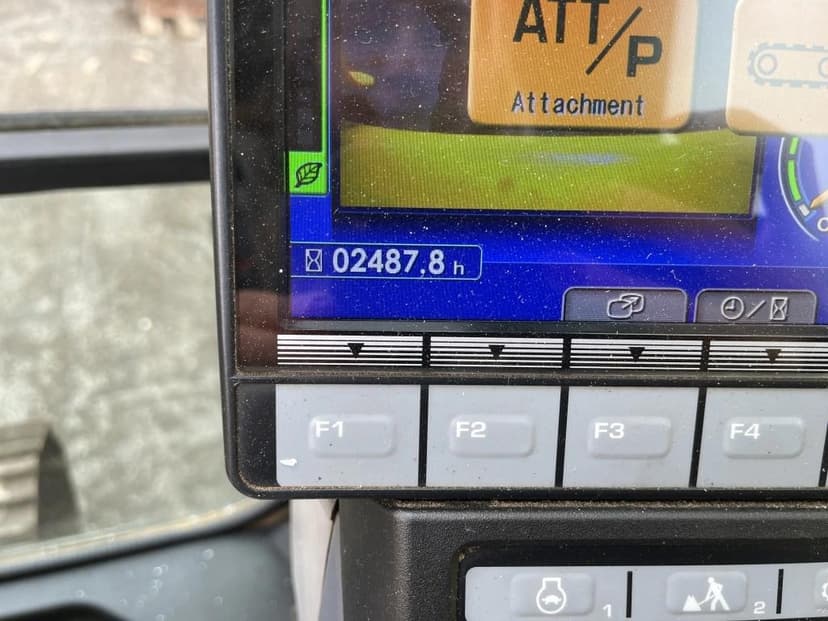 ATT/P
Attachment
02487.8 h
F1 F2 F3 F4
1 2